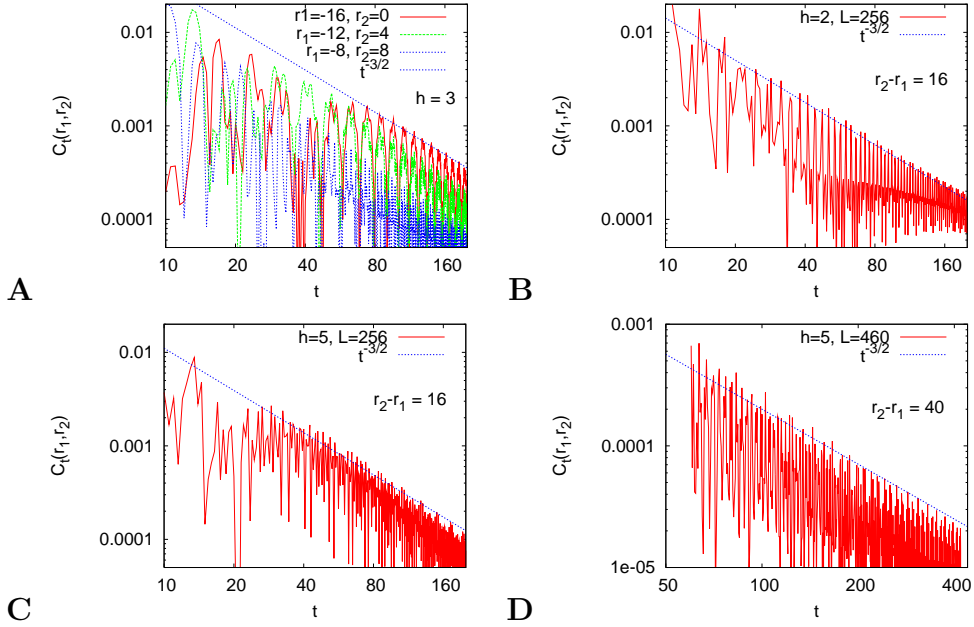 r1=-16, r₂=0
r₁=-12, r₂=4
r₁=-8, r₂=8
t⁻³/²
h = 3
0.01
0.001
0.0001
Cₜ(r₁,r₂)
10 20 40 80 160
t
A
h=2, L=256
t⁻³/²
r₂-r₁ = 16
0.01
0.001
0.0001
Cₜ(r₁,r₂)
10 20 40 80 160
t
B
h=5, L=256
t⁻³/²
r₂-r₁ = 16
0.01
0.001
0.0001
Cₜ(r₁,r₂)
10 20 40 80 160
t
C
h=5, L=460
t⁻³/²
r₂-r₁ = 40
0.001
0.0001
1e-05
Cₜ(r₁,r₂)
50 100 200 400
t
D